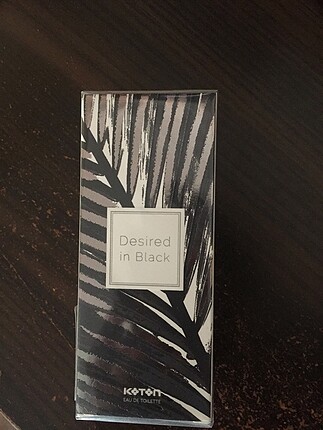 Desired
in Black
KOTON
EAU DE TOILETTE